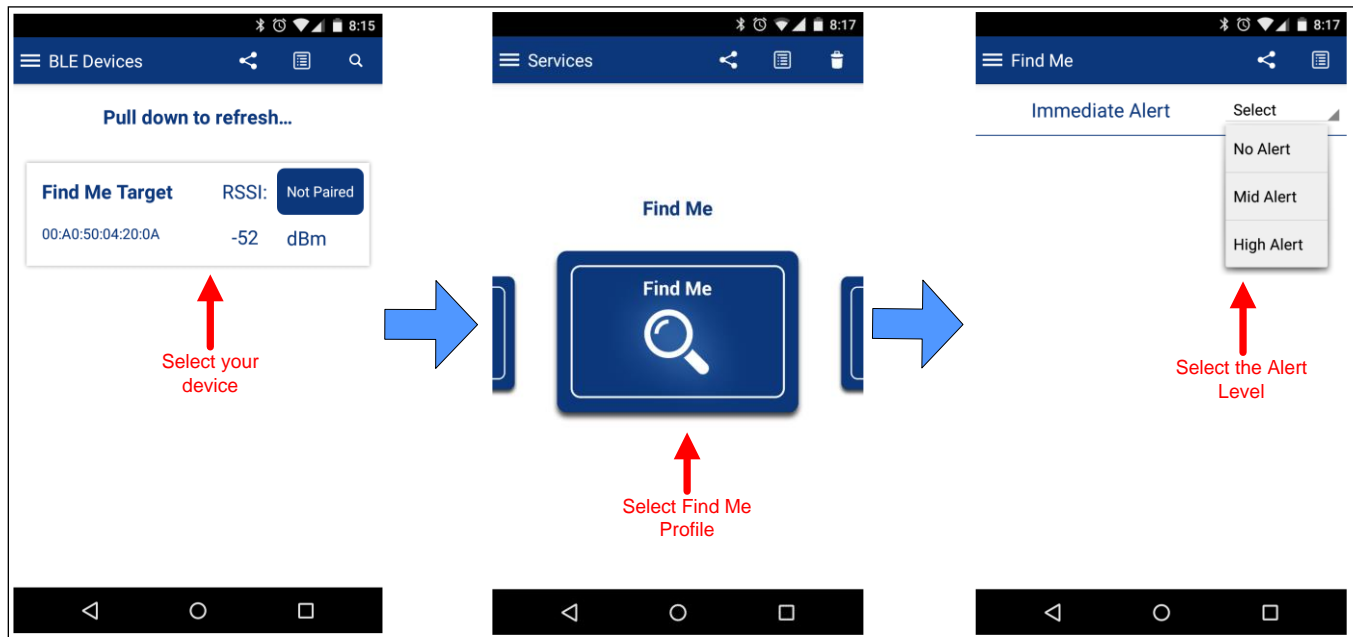 8:15
BLE Devices
Pull down to refresh...
Find Me Target RSSI: Not Paired
00:A0:50:04:20:0A -52 dBm
Select your
device
8:17
Services
Find Me
Find Me
Select Find Me
Profile
8:17
Find Me
Immediate Alert Select
No Alert
Mid Alert
High Alert
Select the Alert
Level